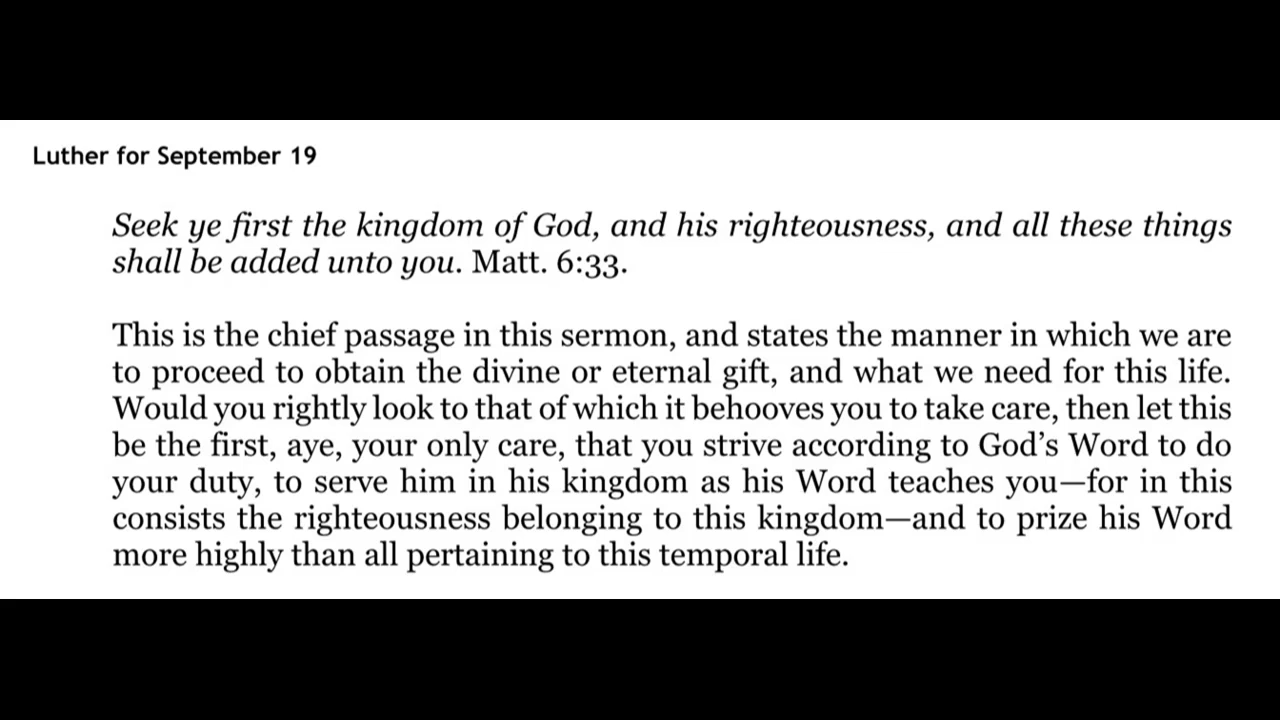 Luther for September 19
Seek ye first the kingdom of God, and his righteousness, and all these things
shall be added unto you. Matt. 6:33.
This is the chief passage in this sermon, and states the manner in which we are
to proceed to obtain the divine or eternal gift, and what we need for this life.
Would you rightly look to that of which it behooves you to take care, then let this
be the first, aye, your only care, that you strive according to God’s Word to do
your duty, to serve him in his kingdom as his Word teaches you—for in this
consists the righteousness belonging to this kingdom—and to prize his Word
more highly than all pertaining to this temporal life.